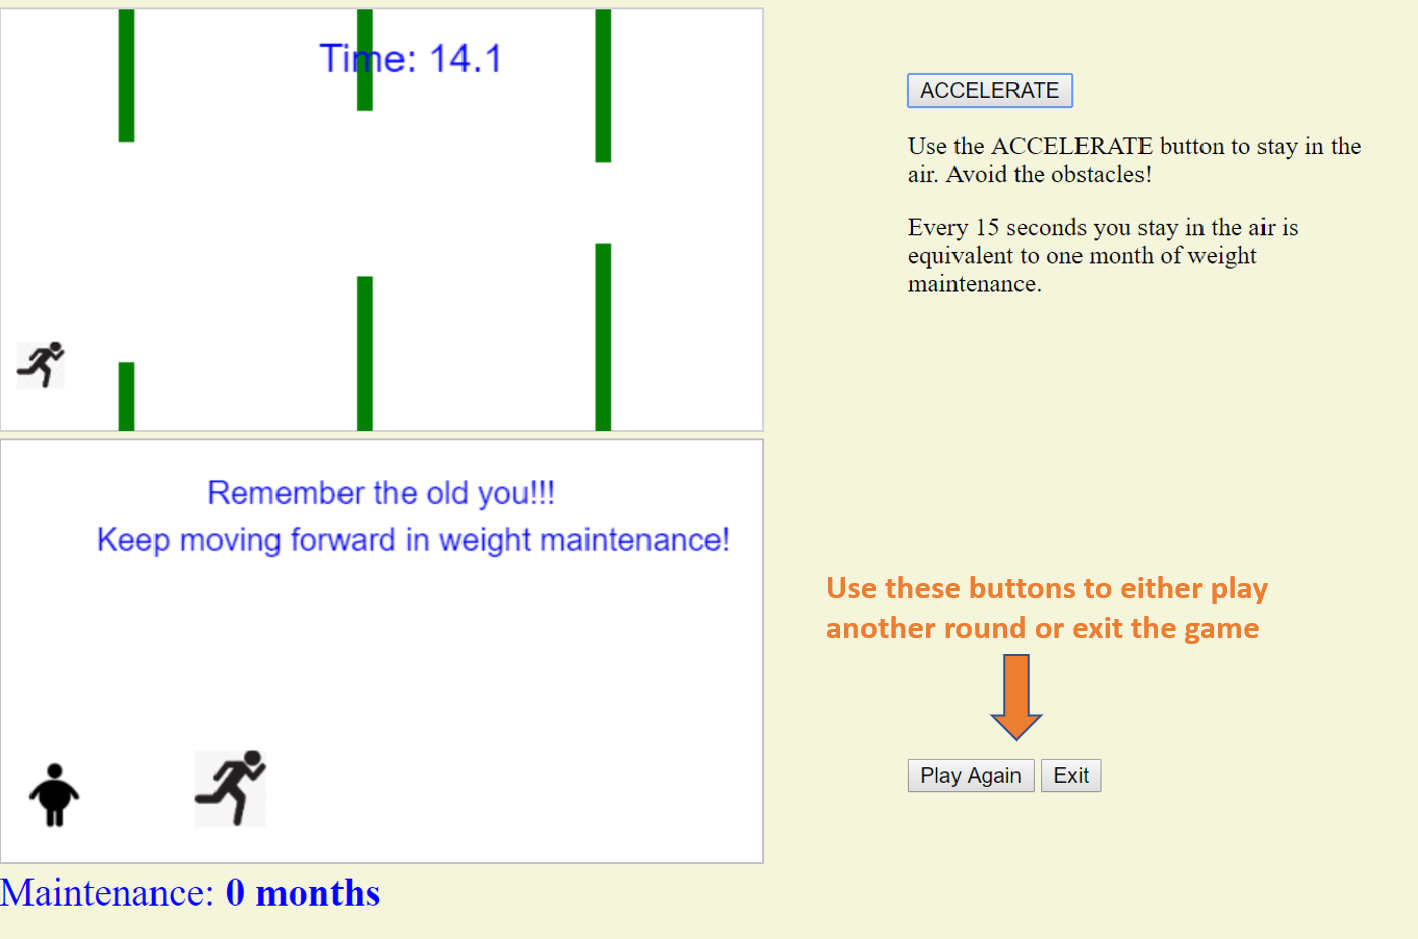 Time: 14.1
ACCELERATE
Use the ACCELERATE button to stay in the
air. Avoid the obstacles!
Every 15 seconds you stay in the air is
equivalent to one month of weight
maintenance.
Remember the old you!!!
Keep moving forward in weight maintenance!
Use these buttons to either play
another round or exit the game
Play Again Exit
Maintenance: 0 months